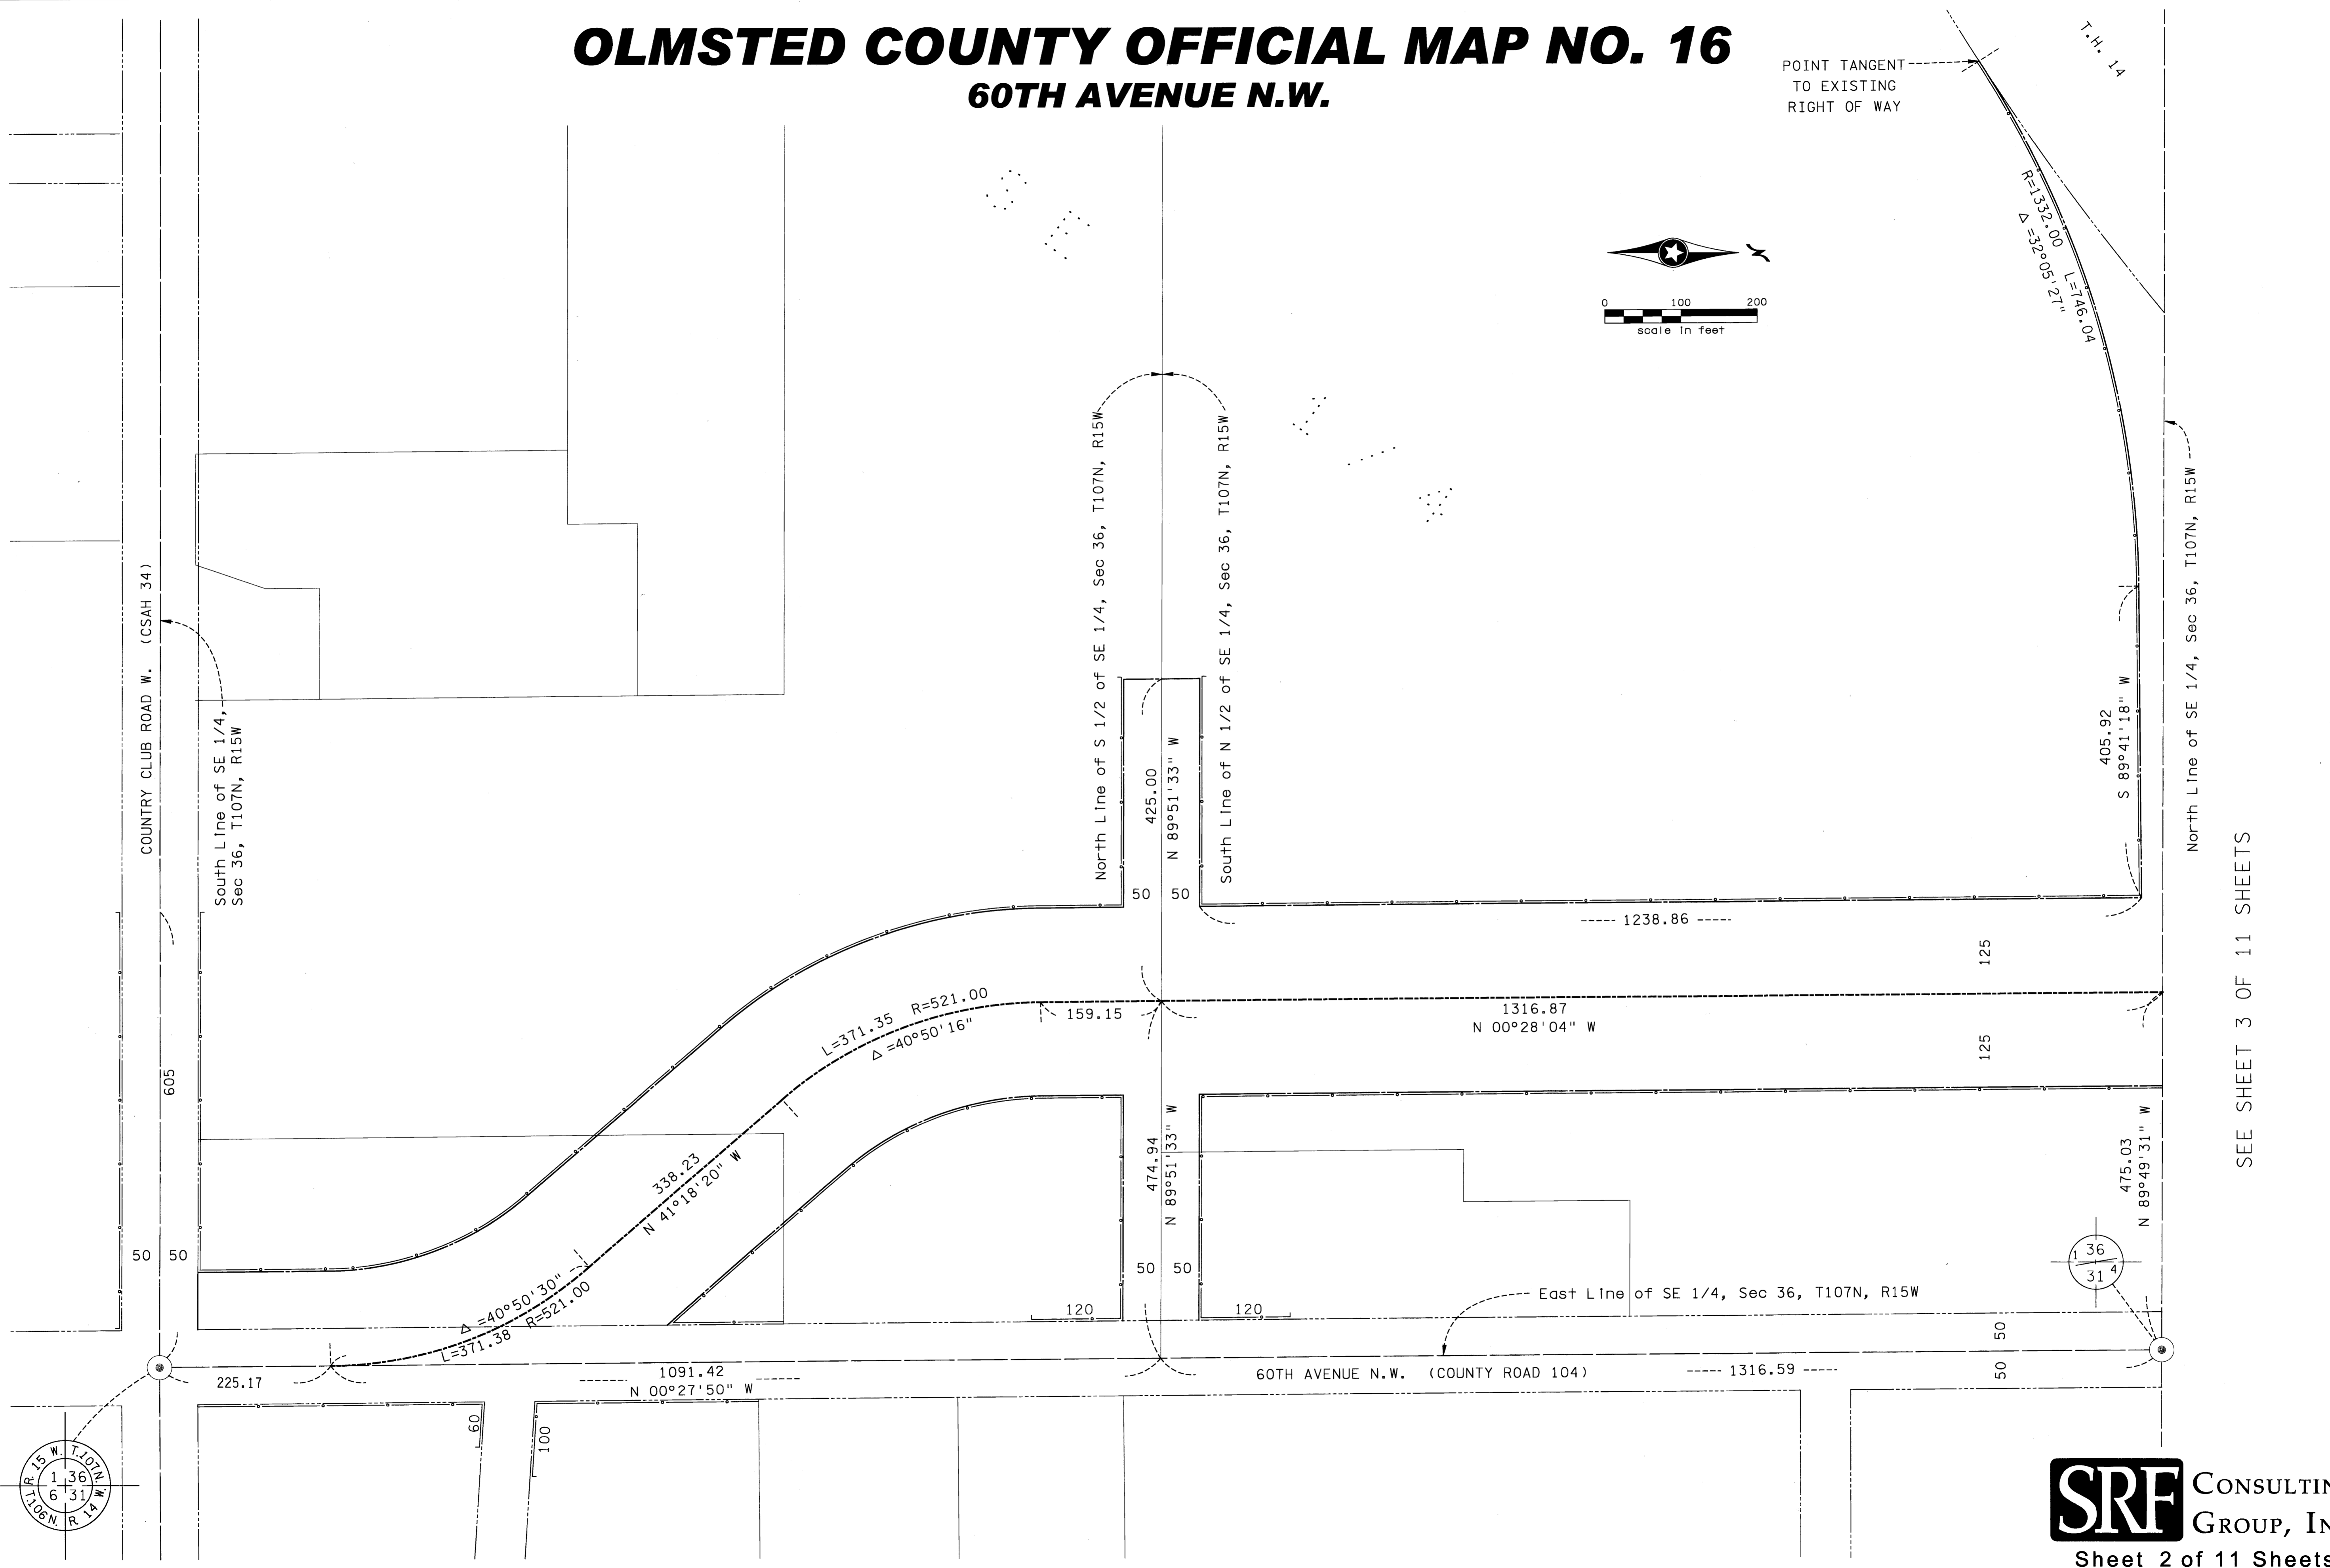 OLMSTED COUNTY OFFICIAL MAP NO. 16
60TH AVENUE N.W.
POINT TANGENT
TO EXISTING
RIGHT OF WAY
T.H. 14
R=1332.00 L=746.04
Δ =32°05'27"
0 100 200
scale in feet
COUNTRY CLUB ROAD W. (CSAH 34)
South Line of SE 1/4,
Sec 36, T107N, R15W
North Line of S 1/2 of SE 1/4, Sec 36, T107N, R15W
South Line of N 1/2 of SE 1/4, Sec 36, T107N, R15W
425.00
N 89°51'33" W
50 50
405.92
S 89°41'18" W
North Line of SE 1/4, Sec 36, T107N, R15W
SEE SHEET 3 OF 11 SHEETS
1238.86
125
125
L=371.35 R=521.00
Δ =40°50'16"
159.15
1316.87
N 00°28'04" W
605
338.23
N 41°18'20" W
474.94
N 89°51'33" W
475.03
N 89°49'31" W
50 50
50 50
120
120
Δ =40°50'30"
L=371.38 R=521.00
36
1 4
31
East Line of SE 1/4, Sec 36, T107N, R15W
225.17
1091.42
N 00°27'50" W
60TH AVENUE N.W. (COUNTY ROAD 104)
1316.59
50
50
60
100
R. 15 W. T.107N.
1 36
6 31
T.106N. R. 14 W.
SRF CONSULTIN
GROUP, IN
Sheet 2 of 11 Sheets